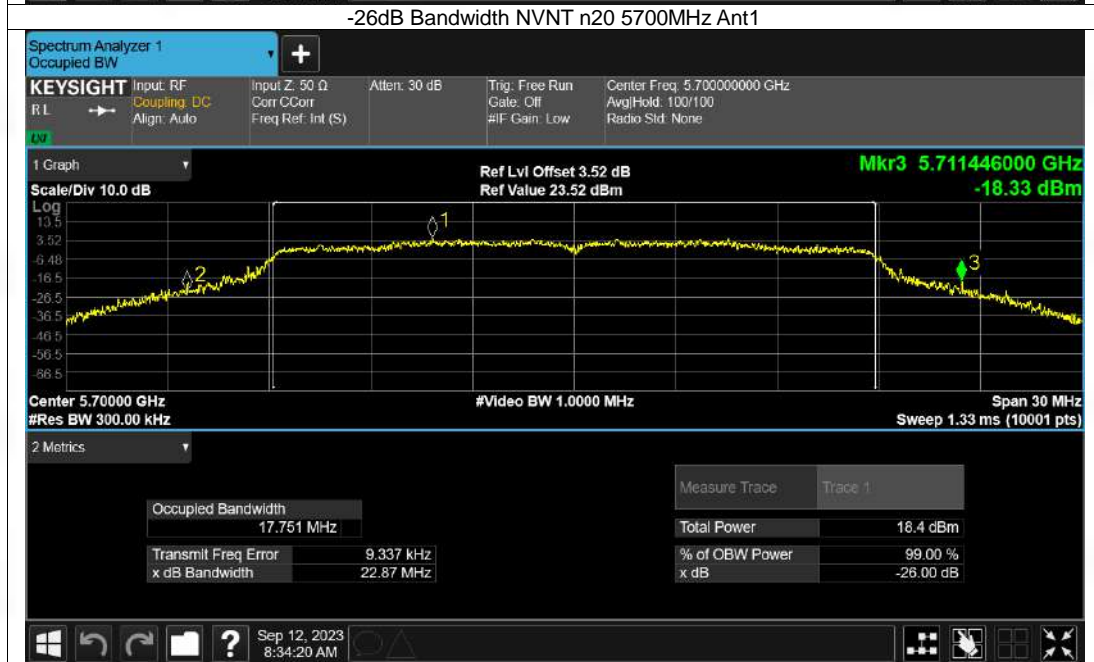 -26dB Bandwidth NVNT n20 5700MHz Ant1
Spectrum Analyzer 1
Occupied BW
+
KEYSIGHT Input: RF Input Z: 50 Ω Atten: 30 dB Trig: Free Run Center Freq: 5.700000000 GHz
RL Coupling: DC Corr CCorr Gate: Off Avg|Hold: 100/100
Align: Auto Freq Ref: Int (S) #IF Gain: Low Radio Std: None
LXI
1 Graph Ref Lvl Offset 3.52 dB Mkr3 5.711446000 GHz
Scale/Div 10.0 dB Ref Value 23.52 dBm -18.33 dBm
Log
13.5
3.52
-6.48
-16.5
-26.5
-36.5
-46.5
-56.5
-66.5
1
2
3
Center 5.70000 GHz #Video BW 1.0000 MHz Span 30 MHz
#Res BW 300.00 kHz Sweep 1.33 ms (10001 pts)
2 Metrics
Measure Trace Trace 1
Occupied Bandwidth
17.751 MHz Total Power 18.4 dBm
Transmit Freq Error 9.337 kHz % of OBW Power 99.00 %
x dB Bandwidth 22.87 MHz x dB -26.00 dB
? Sep 12, 2023
8:34:20 AM